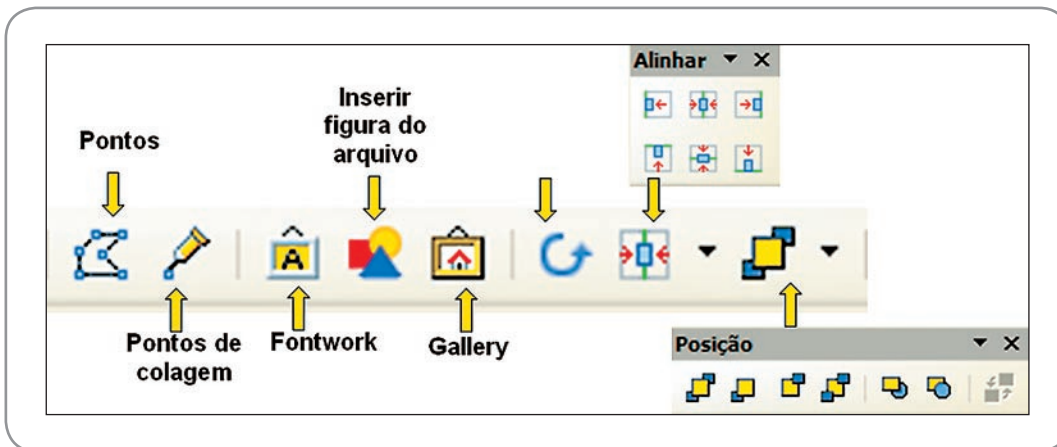 Alinhar
Inserir
figura do
arquivo
Pontos
A
Pontos de
colagem
Fontwork
Gallery
Posição